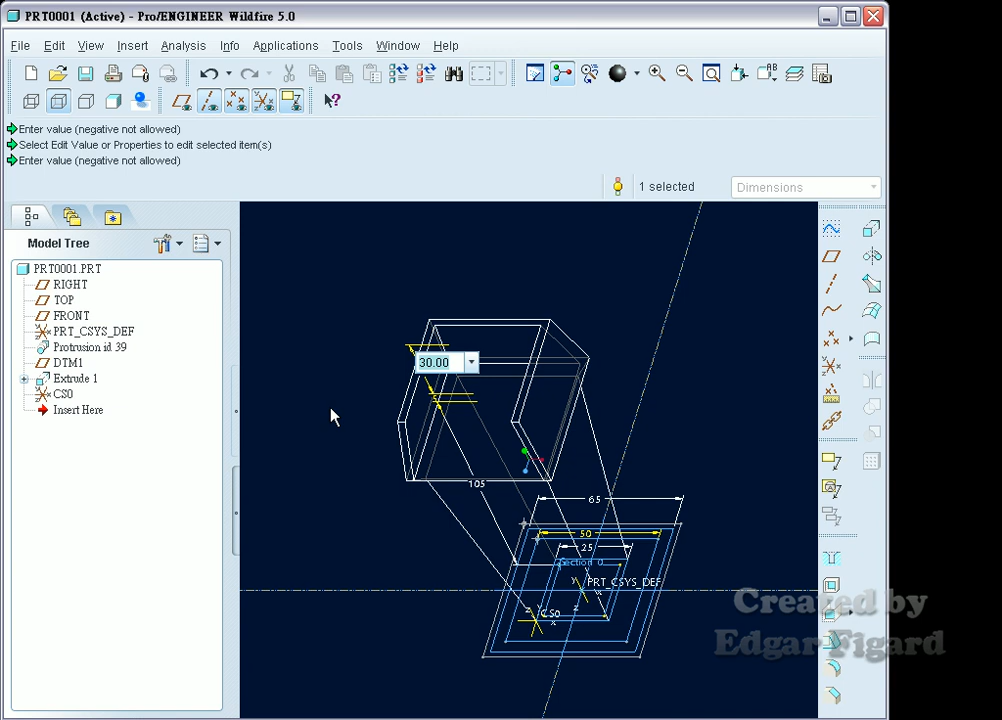 PRT0001 (Active) - Pro/ENGINEER Wildfire 5.0
File Edit View Insert Analysis Info Applications Tools Window Help
Enter value (negative not allowed)
Select Edit Value or Properties to edit selected item(s)
Enter value (negative not allowed)
1 selected
Dimensions
Model Tree
PRT0001.PRT
RIGHT
TOP
FRONT
PRT_CSYS_DEF
Protrusion id 39
DTM1
Extrude 1
CS0
Insert Here
30.00
5
105
65
50
25
Section 0
PRT_CSYS_DEF
CS0
Created by
Edgar Figard